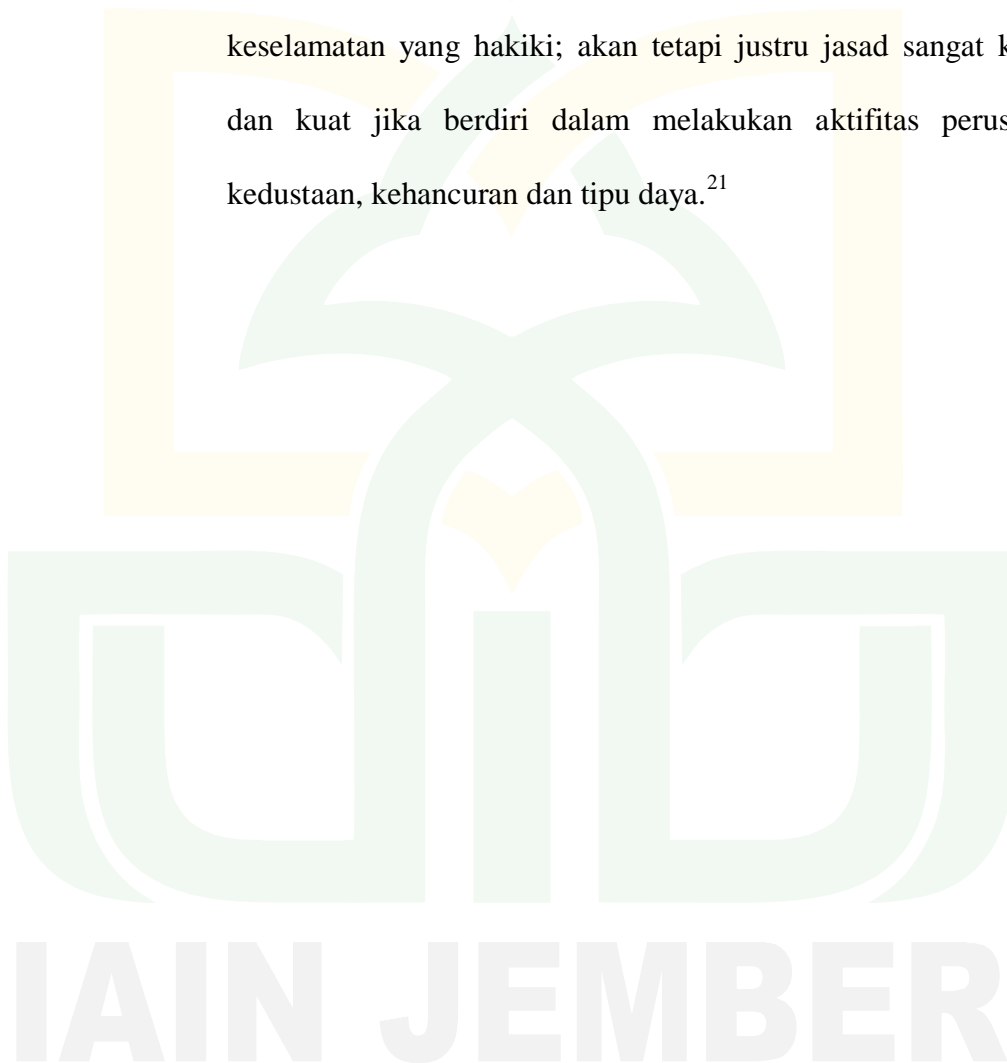 keselamatan yang hakiki; akan tetapi justru jasad sangat
dan kuat jika berdiri dalam melakukan aktifitas
kedustaan, kehancuran dan tipu daya.21
IAIN JEMBER